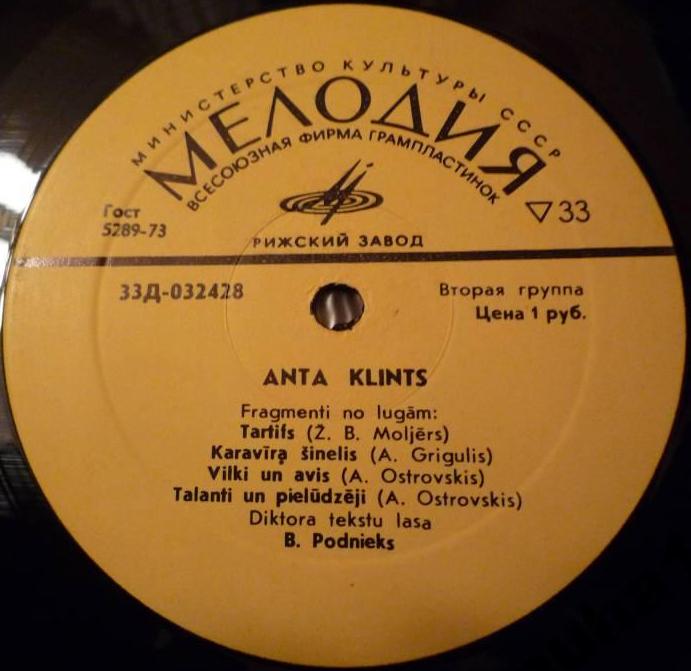 МИНИСТЕРСТВО КУЛЬТУРЫ СССР
МЕЛОДИЯ
ВСЕСОЮЗНАЯ ФИРМА ГРАМПЛАСТИНОК
Гост
5289-73
▽33
РИЖСКИЙ ЗАВОД
33Д-032428
Вторая группа
Цена 1 руб.
ANTA KLINTS
Fragmenti no lugām:
Tartifs (Ž. B. Moljērs)
Karavīŗa šinelis (A. Grigulis)
Vilki un avis (A. Ostrovskis)
Talanti un pielūdzēji (A. Ostrovskis)
Diktora tekstu lasa
B. Podnieks